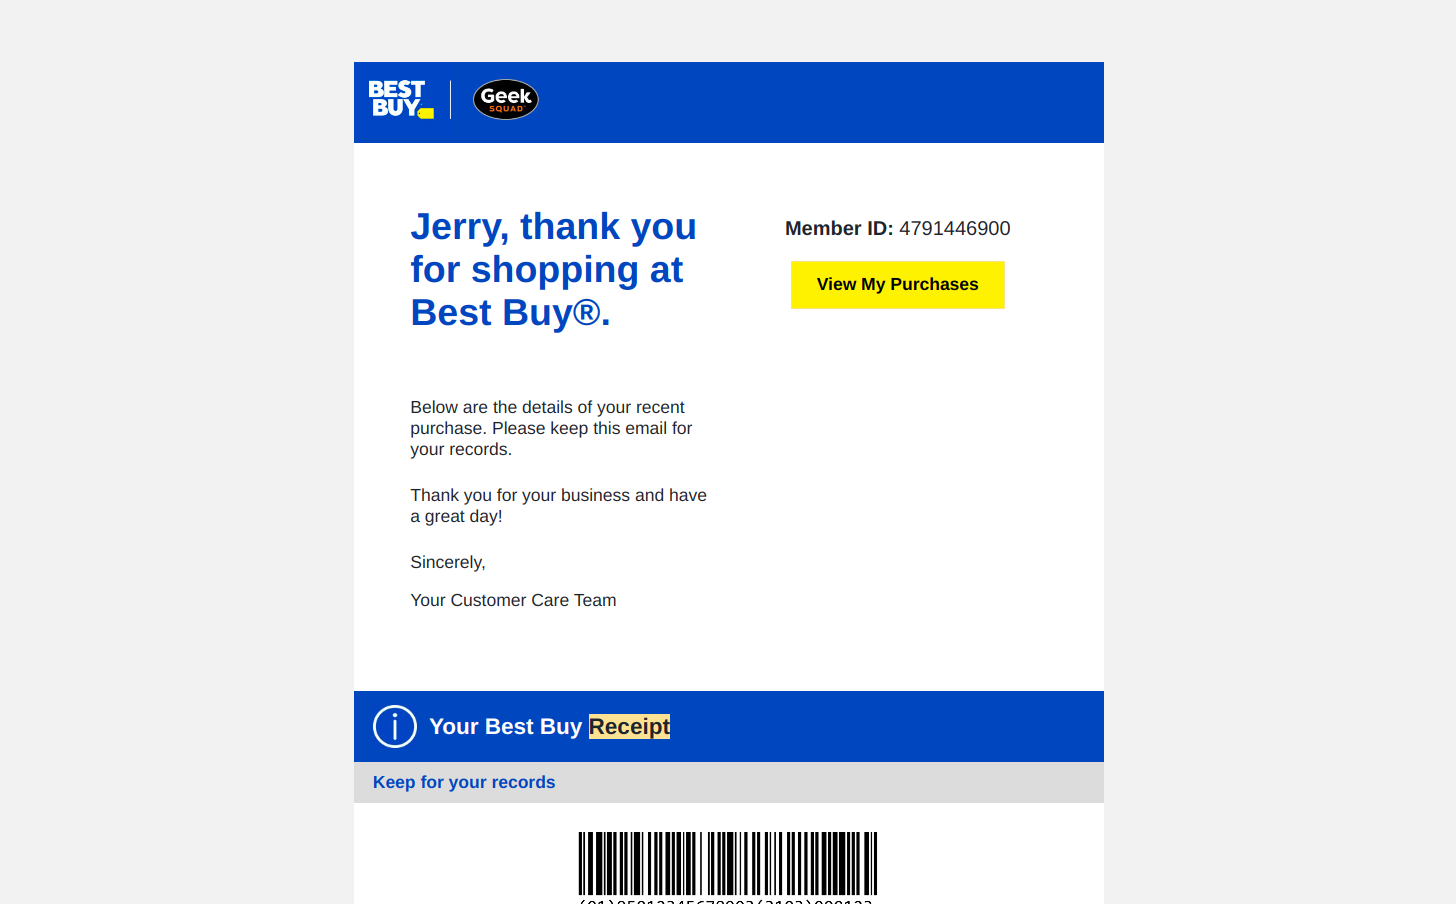 BEST
BUY
Geek
SQUAD
Jerry, thank you
for shopping at
Best Buy®.
Member ID: 4791446900
View My Purchases
Below are the details of your recent
purchase. Please keep this email for
your records.
Thank you for your business and have
a great day!
Sincerely,
Your Customer Care Team
Your Best Buy Receipt
Keep for your records